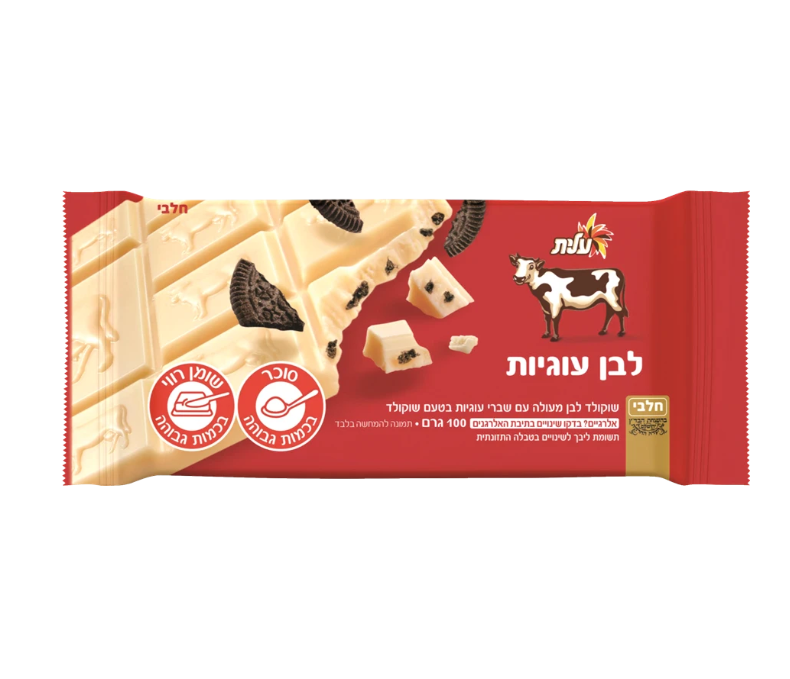 חלבי
עלית
לבן עוגיות
חלבי
שוקולד לבן מעולה עם שברי עוגיות בטעם שוקולד
אלרגיים? בדקו שינויים בתיבת האלרגנים 100 גרם • תמונה להמחשה בלבד
תשומת ליבך לשינויים בטבלה התזונתית
סוכר
בכמות גבוהה
שומן רווי
בכמות גבוהה